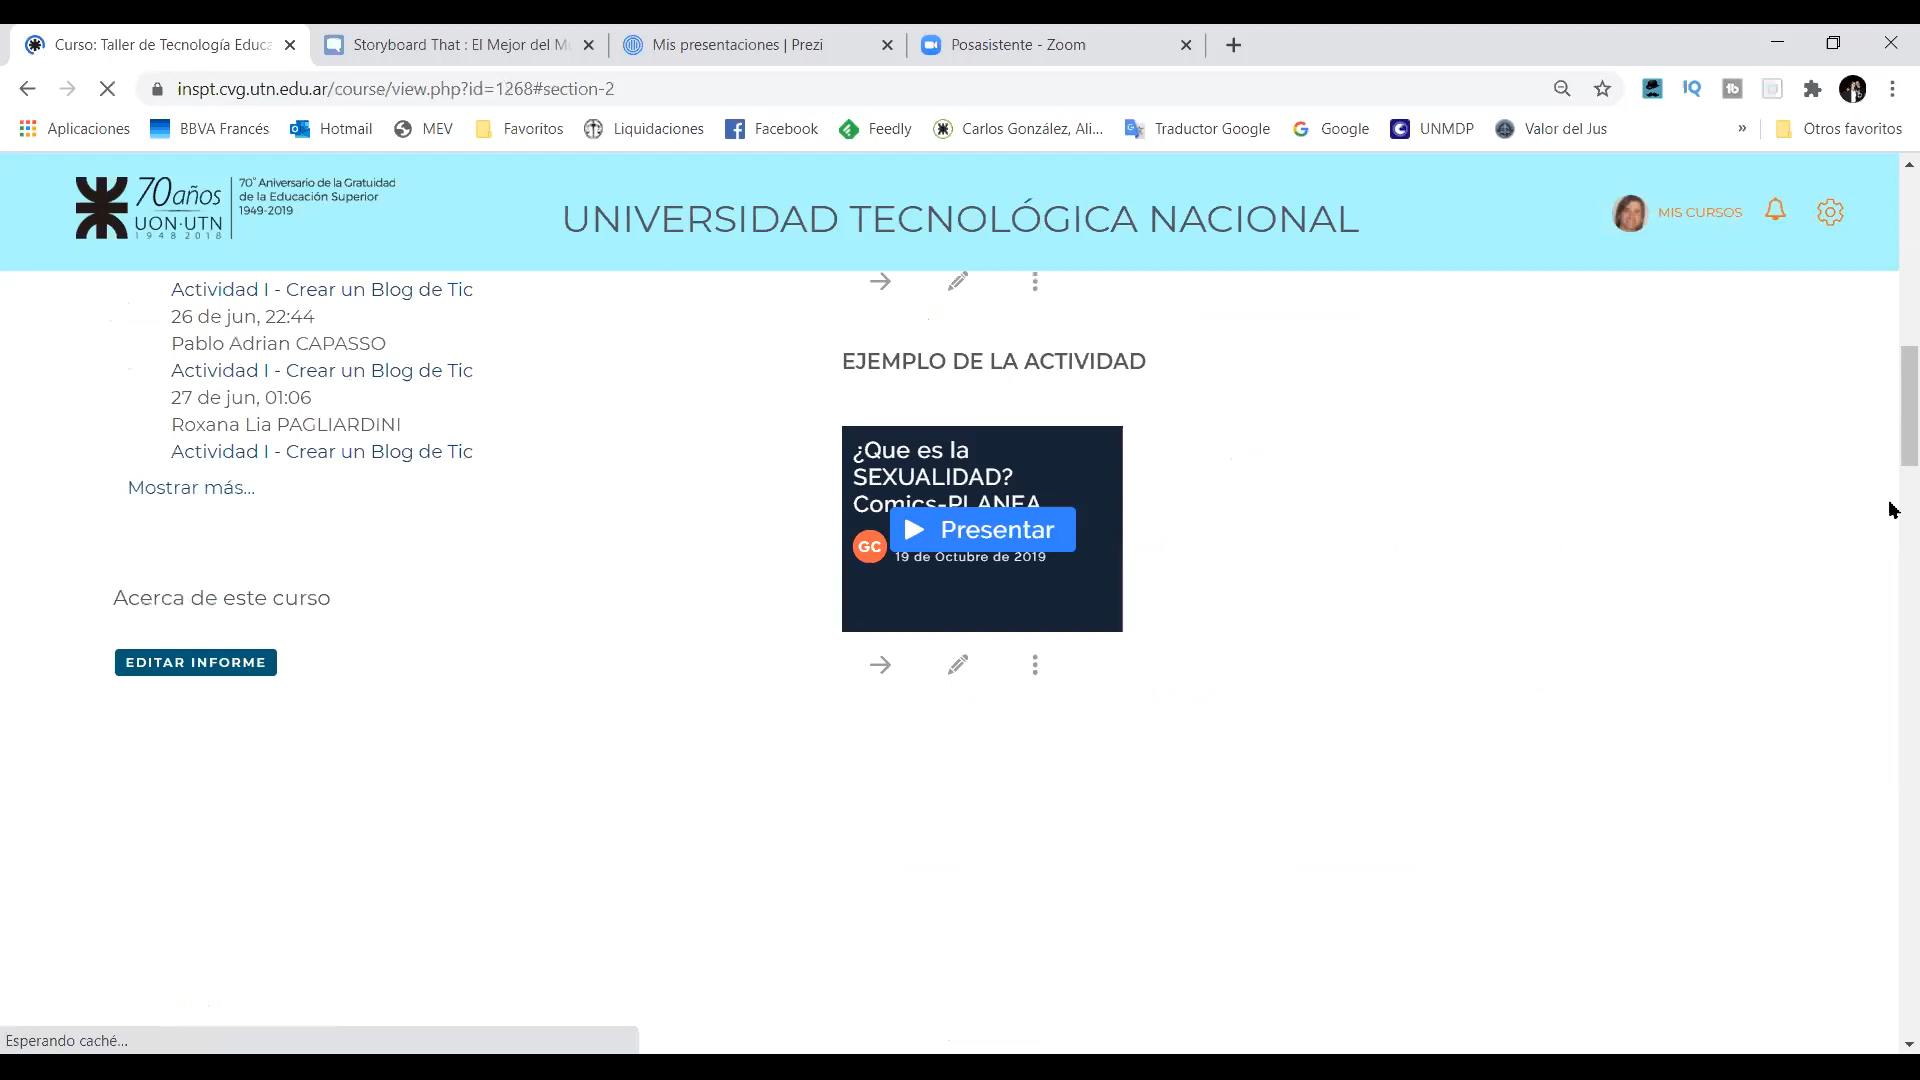 Curso: Taller de Tecnología Educa
Storyboard That : El Mejor del M
Mis presentaciones | Prezi
Posasistente - Zoom
inspt.cvg.utn.edu.ar/course/view.php?id=1268#section-2
Aplicaciones
BBVA Francés
Hotmail
MEV
Favoritos
Liquidaciones
Facebook
Feedly
Carlos González, Ali...
Traductor Google
Google
UNMDP
Valor del Jus
»
Otros favoritos
70años
UON·UTN
1948 2018
70° Aniversario de la Gratuidad
de la Educación Superior
1949-2019
UNIVERSIDAD TECNOLÓGICA NACIONAL
MIS CURSOS
Actividad I - Crear un Blog de Tic
26 de jun, 22:44
Pablo Adrian CAPASSO
Actividad I - Crear un Blog de Tic
27 de jun, 01:06
Roxana Lia PAGLIARDINI
Actividad I - Crear un Blog de Tic
Mostrar más...
Acerca de este curso
EDITAR INFORME
EJEMPLO DE LA ACTIVIDAD
¿Que es la
SEXUALIDAD?
Comics-PLANEA
Presentar
GC
19 de Octubre de 2019
Esperando caché...